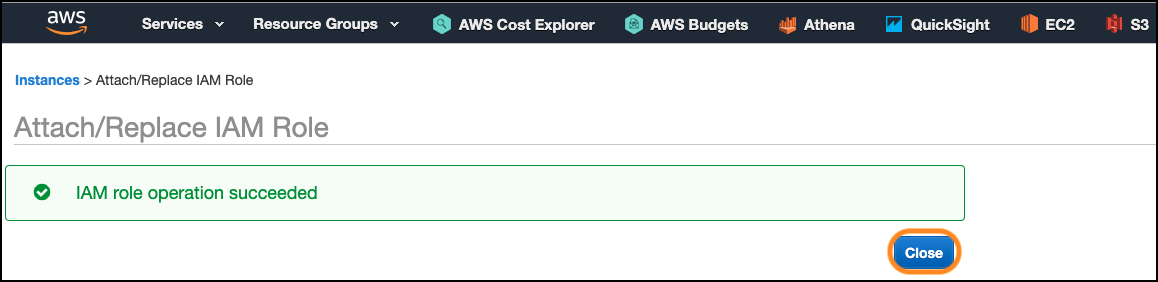 aws Services Resource Groups AWS Cost Explorer AWS Budgets Athena QuickSight EC2 S3
Instances > Attach/Replace IAM Role
Attach/Replace IAM Role
IAM role operation succeeded
Close